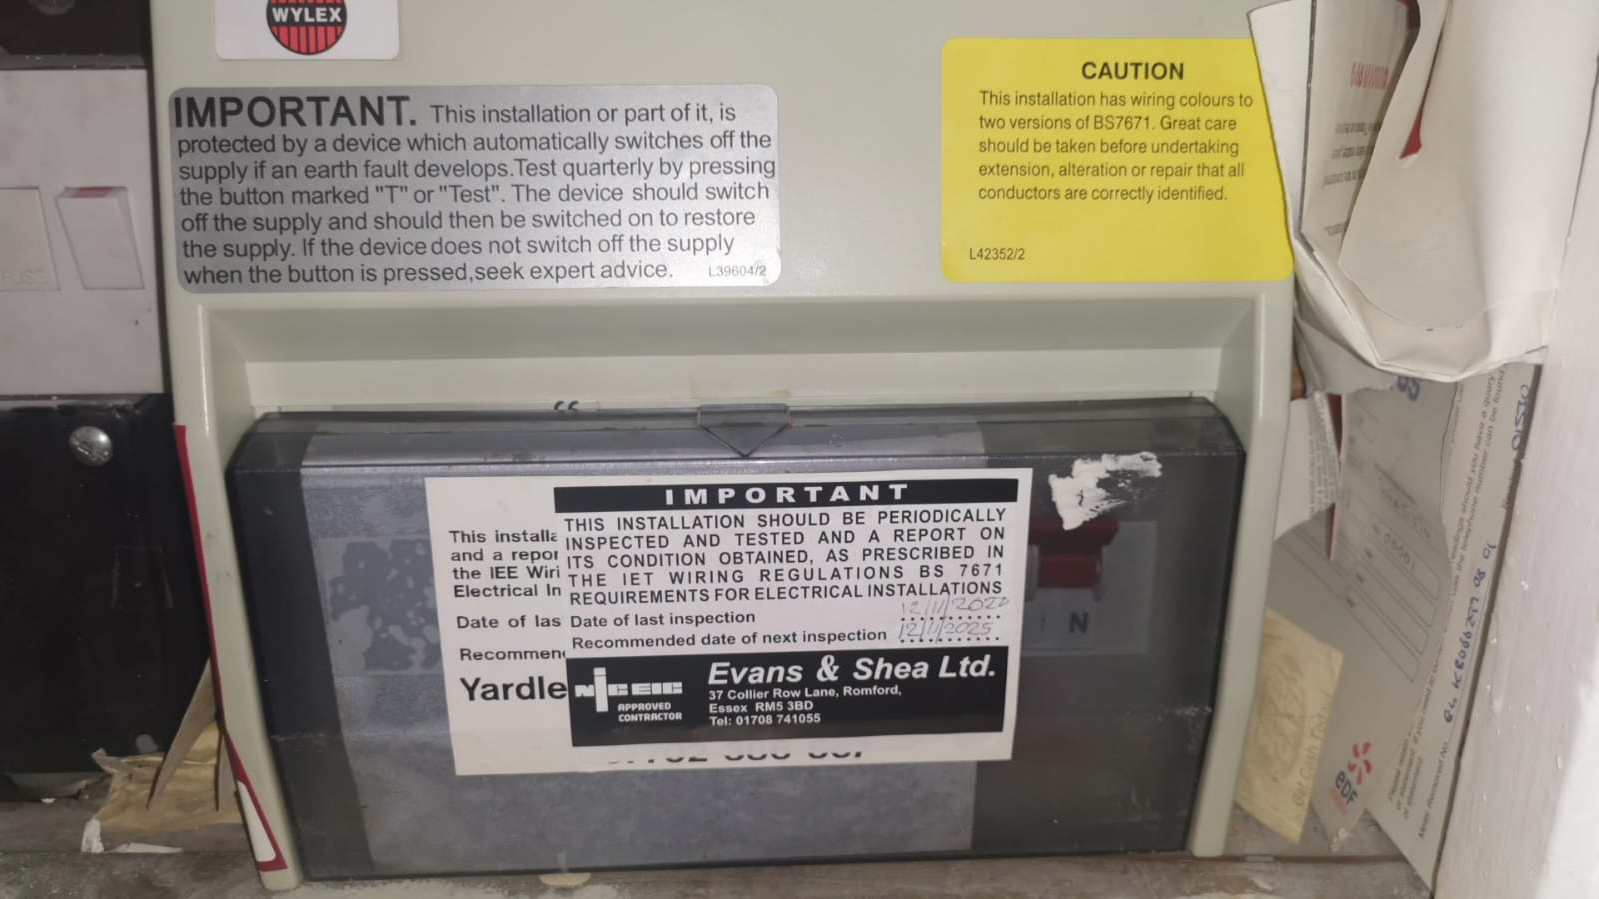 WYLEX
IMPORTANT. This installation or part of it, is
protected by a device which automatically switches off the
supply if an earth fault develops.Test quarterly by pressing
the button marked "T" or "Test". The device should switch
off the supply and should then be switched on to restore
the supply. If the device does not switch off the supply
when the button is pressed,seek expert advice.
L39604/2
CAUTION
This installation has wiring colours to
two versions of BS7671. Great care
should be taken before undertaking
extension, alteration or repair that all
conductors are correctly identified.
L42352/2
FUSE
This installa
and a repor
the IEE Wiri
Electrical In
Date of las
Recommen
Yardle
IMPORTANT
THIS INSTALLATION SHOULD BE PERIODICALLY
INSPECTED AND TESTED AND A REPORT ON
ITS CONDITION OBTAINED, AS PRESCRIBED IN
THE IET WIRING REGULATIONS BS 7671
REQUIREMENTS FOR ELECTRICAL INSTALLATIONS
Date of last inspection 12/11/2020
Recommended date of next inspection 12/11/2025
NICEIC
APPROVED
CONTRACTOR
Evans & Shea Ltd.
37 Collier Row Lane, Romford,
Essex RM5 3BD
Tel: 01708 741055
N
eDF
Meter Removed No.